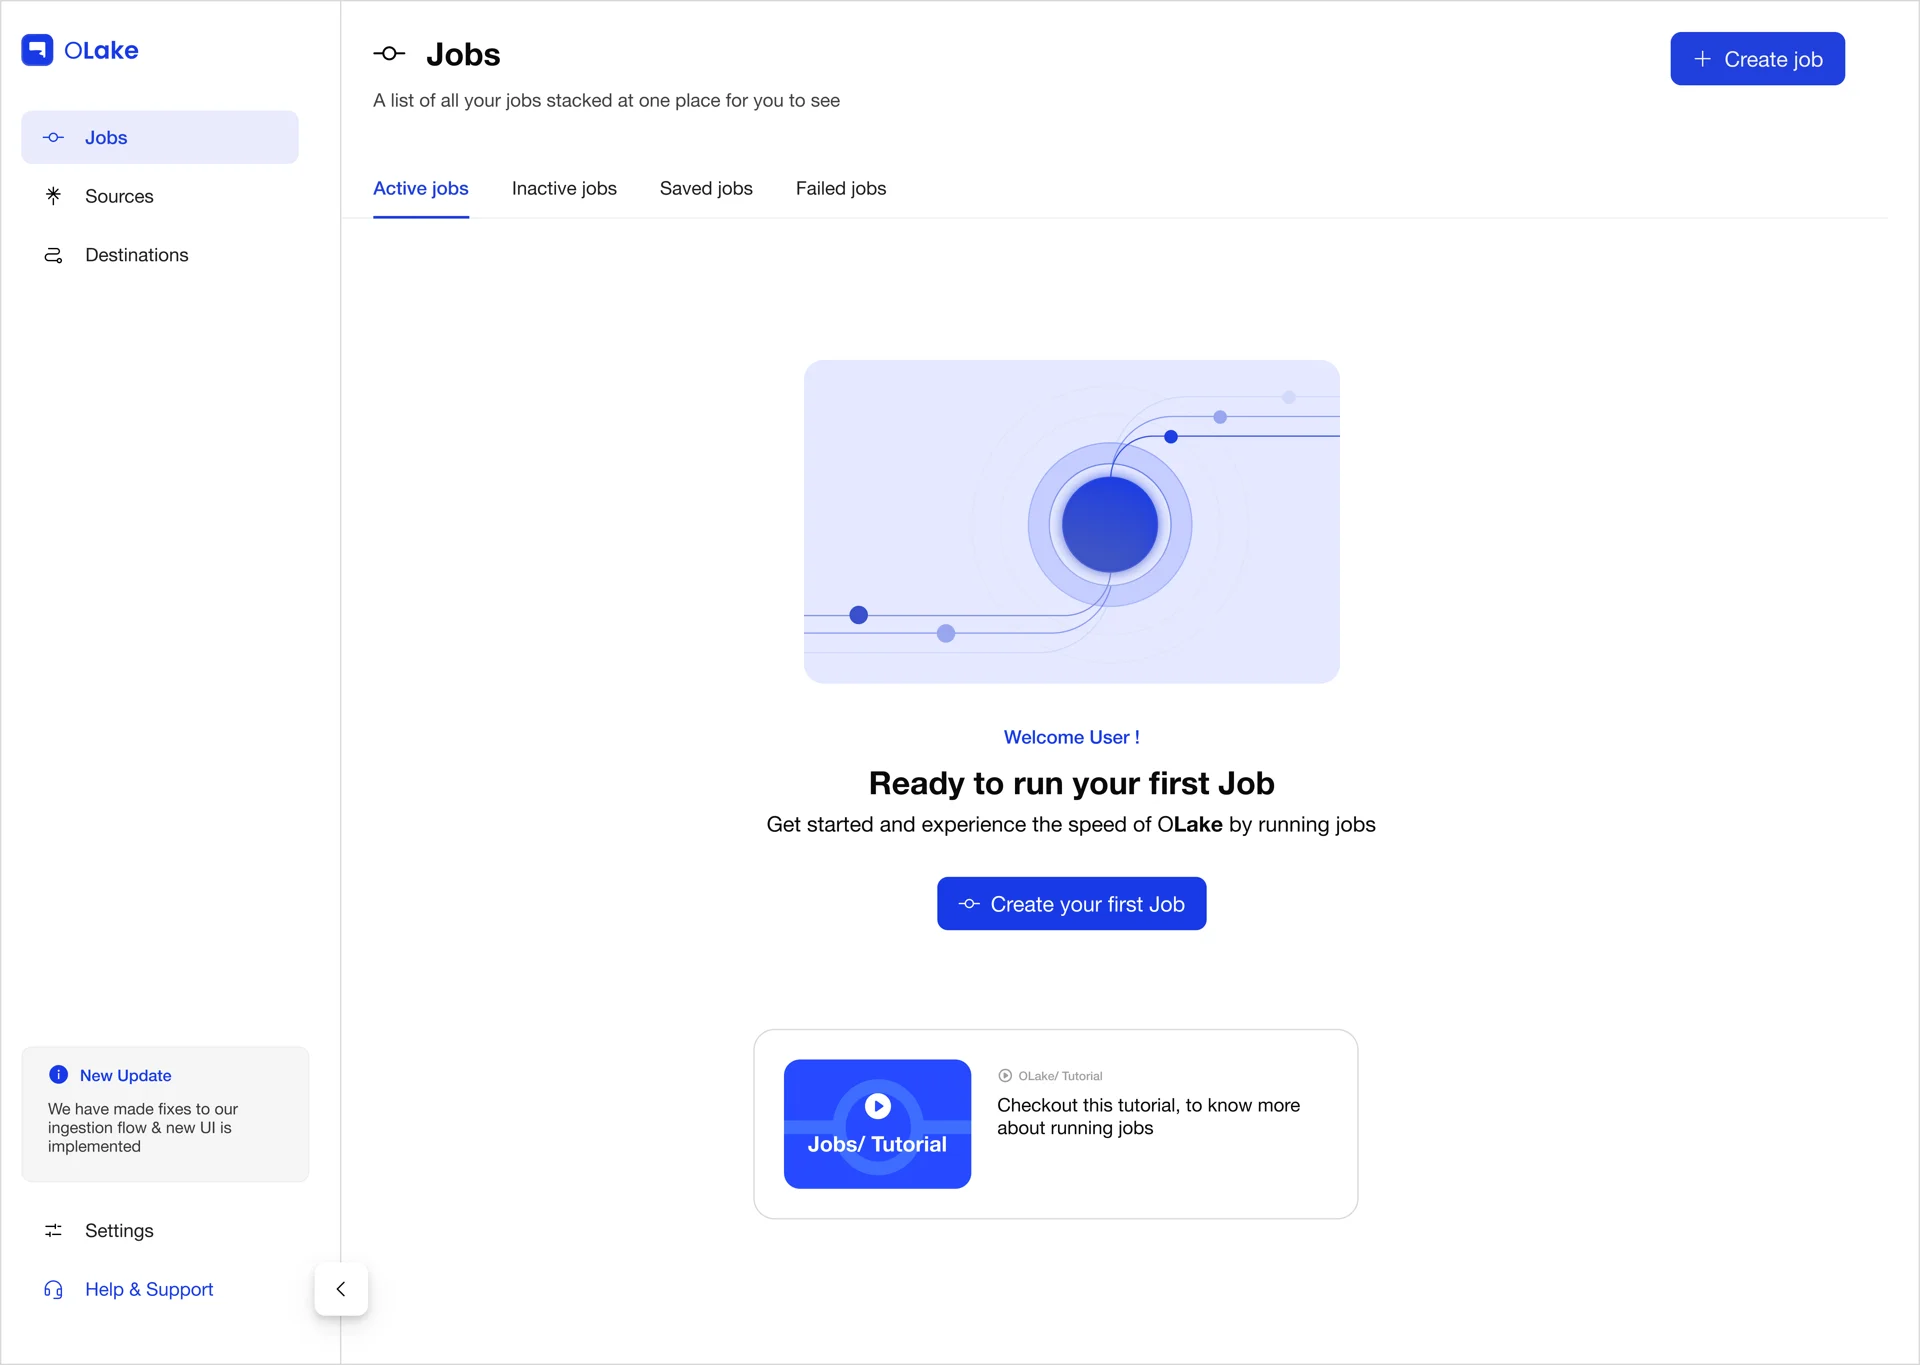 OLake
Jobs
Sources
Destinations
New Update
We have made fixes to our
ingestion flow & new UI is
implemented
Settings
Help & Support
Jobs
A list of all your jobs stacked at one place for you to see
Create job
Active jobs
Inactive jobs
Saved jobs
Failed jobs
Welcome User !
Ready to run your first Job
Get started and experience the speed of OLake by running jobs
Create your first Job
Jobs/ Tutorial
OLake/ Tutorial
Checkout this tutorial, to know more
about running jobs